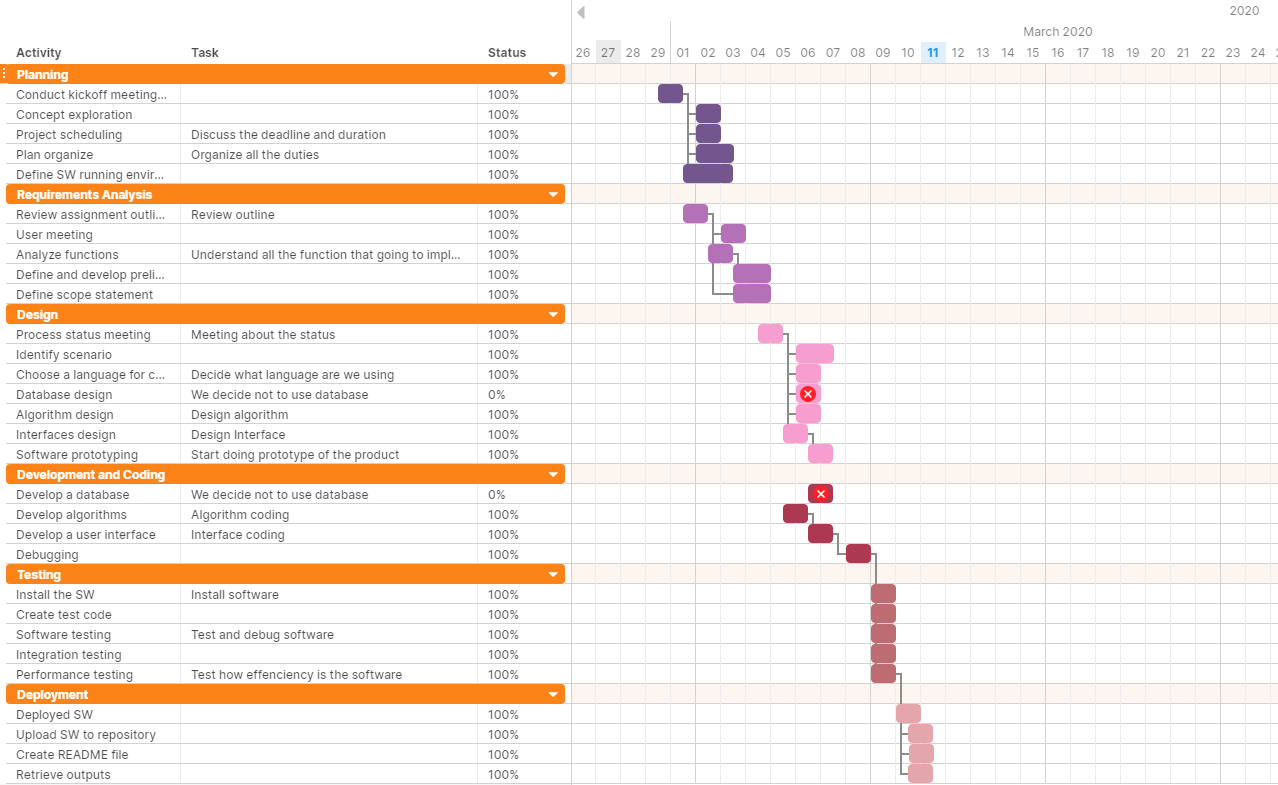 2020
March 2020
Activity Task Status 26 27 28 29 01 02 03 04 05 06 07 08 09 10 11 12 13 14 15 16 17 18 19 20 21 22 23 24
Planning
Conduct kickoff meeting... 100%
Concept exploration 100%
Project scheduling Discuss the deadline and duration 100%
Plan organize Organize all the duties 100%
Define SW running envir... 100%
Requirements Analysis
Review assignment outli... Review outline 100%
User meeting 100%
Analyze functions Understand all the function that going to impl... 100%
Define and develop preli... 100%
Define scope statement 100%
Design
Process status meeting Meeting about the status 100%
Identify scenario 100%
Choose a language for c... Decide what language are we using 100%
Database design We decide not to use database 0%
Algorithm design Design algorithm 100%
Interfaces design Design Interface 100%
Software prototyping Start doing prototype of the product 100%
Development and Coding
Develop a database We decide not to use database 0%
Develop algorithms Algorithm coding 100%
Develop a user interface Interface coding 100%
Debugging 100%
Testing
Install the SW Install software 100%
Create test code 100%
Software testing Test and debug software 100%
Integration testing 100%
Performance testing Test how effenciency is the software 100%
Deployment
Deployed SW 100%
Upload SW to repository 100%
Create README file 100%
Retrieve outputs 100%